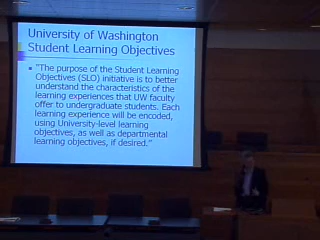 University of Washington
Student Learning Objectives
"The purpose of the Student Learning
Objectives (SLO) initiative is to better
understand the characteristics of the
learning experiences that UW faculty
offer to undergraduate students. Each
learning experience will be encoded,
using University-level learning
objectives, as well as departmental
learning objectives, if desired."